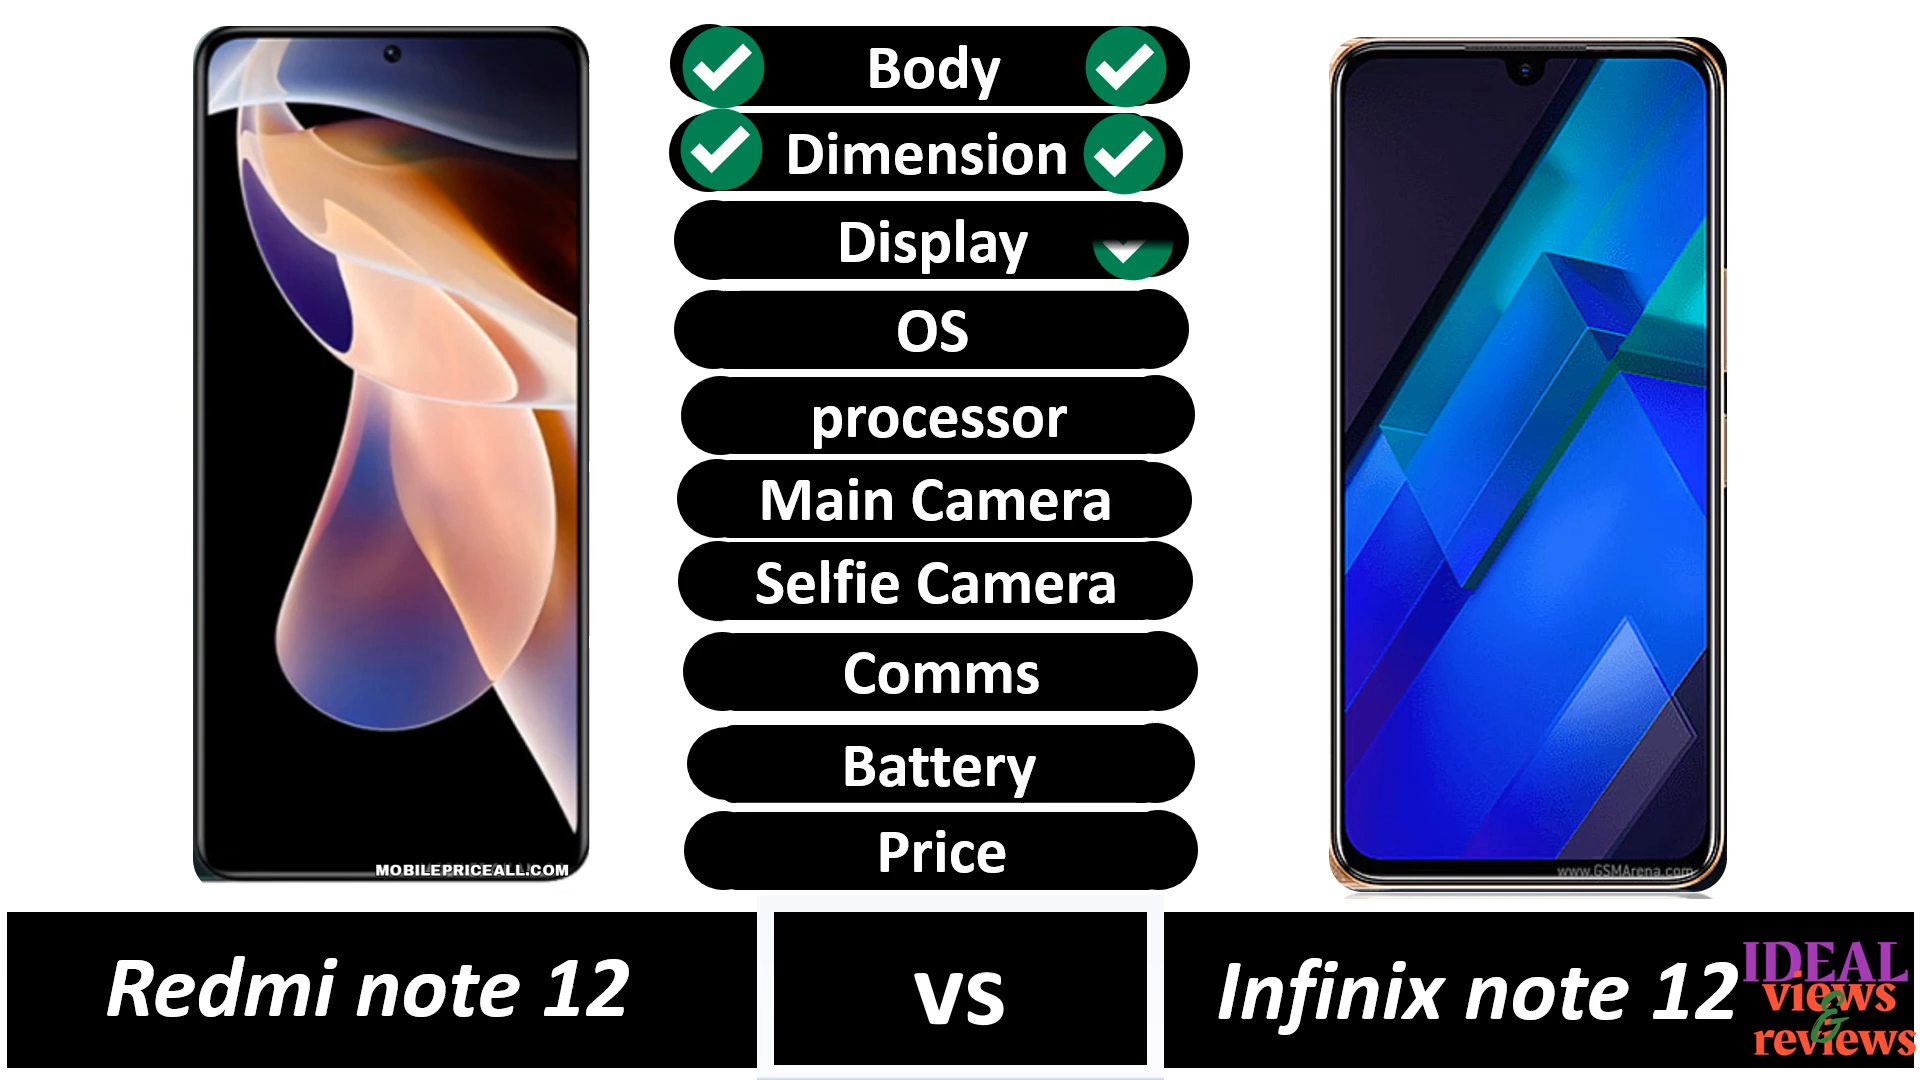 Body
Dimension
Display
OS
processor
Main Camera
Selfie Camera
Comms
Battery
Price
MOBILEPRICEALL.COM
www.GSMArena.com
Redmi note 12
vs
Infinix note 12
IDEAL
views
&
reviews